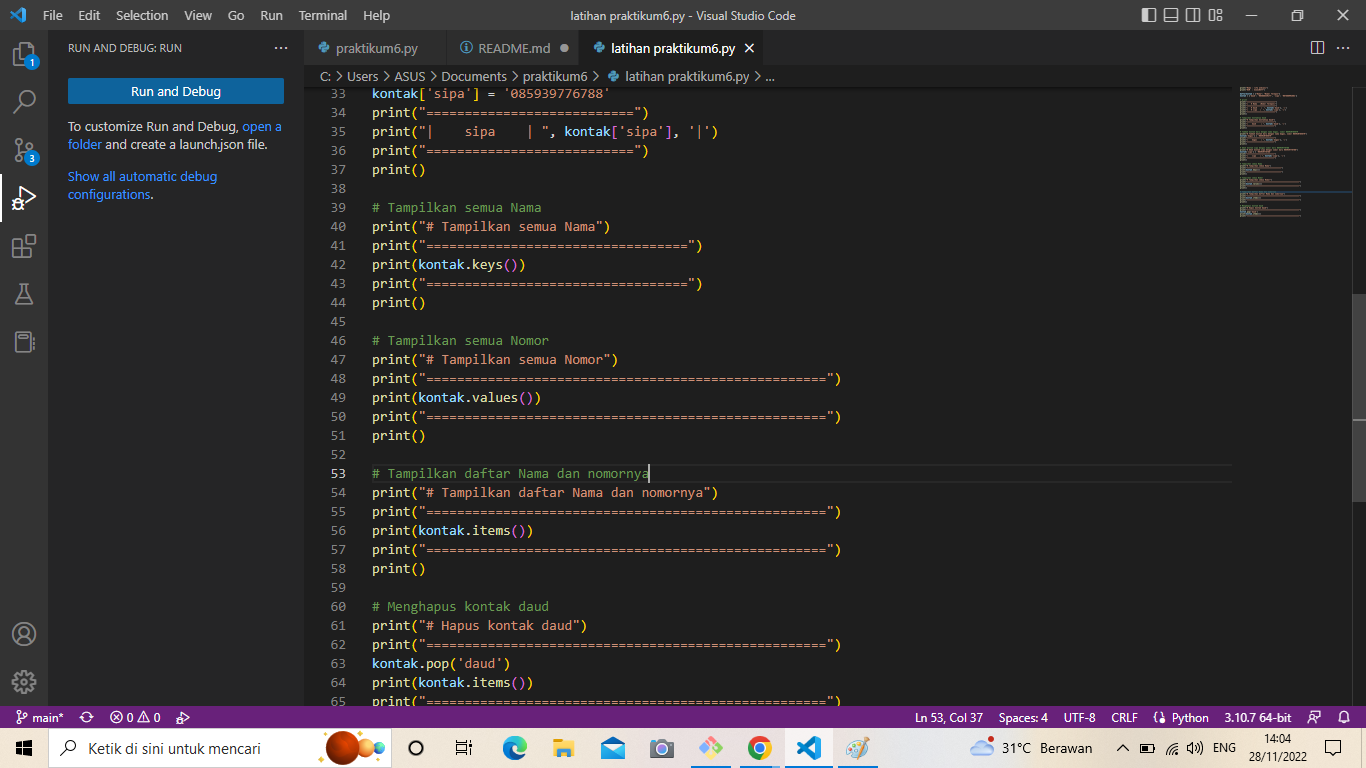 File Edit Selection View Go Run Terminal Help
latihan praktikum6.py - Visual Studio Code
RUN AND DEBUG: RUN
Run and Debug
To customize Run and Debug, open a
folder and create a launch.json file.
Show all automatic debug
configurations.
1
3
praktikum6.py README.md latihan praktikum6.py
C: > Users > ASUS > Documents > praktikum6 > latihan praktikum6.py > ...
33 kontak['sipa'] = '085939776788'
34 print("===========================")
35 print("|    sipa    | ", kontak['sipa'], '|')
36 print("===========================")
37 print()
38
39 # Tampilkan semua Nama
40 print("# Tampilkan semua Nama")
41 print("==================================")
42 print(kontak.keys())
43 print("==================================")
44 print()
45
46 # Tampilkan semua Nomor
47 print("# Tampilkan semua Nomor")
48 print("====================================================")
49 print(kontak.values())
50 print("====================================================")
51 print()
52
53 # Tampilkan daftar Nama dan nomornya
54 print("# Tampilkan daftar Nama dan nomornya")
55 print("====================================================")
56 print(kontak.items())
57 print("====================================================")
58 print()
59
60 # Menghapus kontak daud
61 print("# Hapus kontak daud")
62 print("====================================================")
63 kontak.pop('daud')
64 print(kontak.items())
65 print("====================================================")
main* 0 0
Ln 53, Col 37 Spaces: 4 UTF-8 CRLF Python 3.10.7 64-bit
Ketik di sini untuk mencari
31°C Berawan
ENG
14:04
28/11/2022